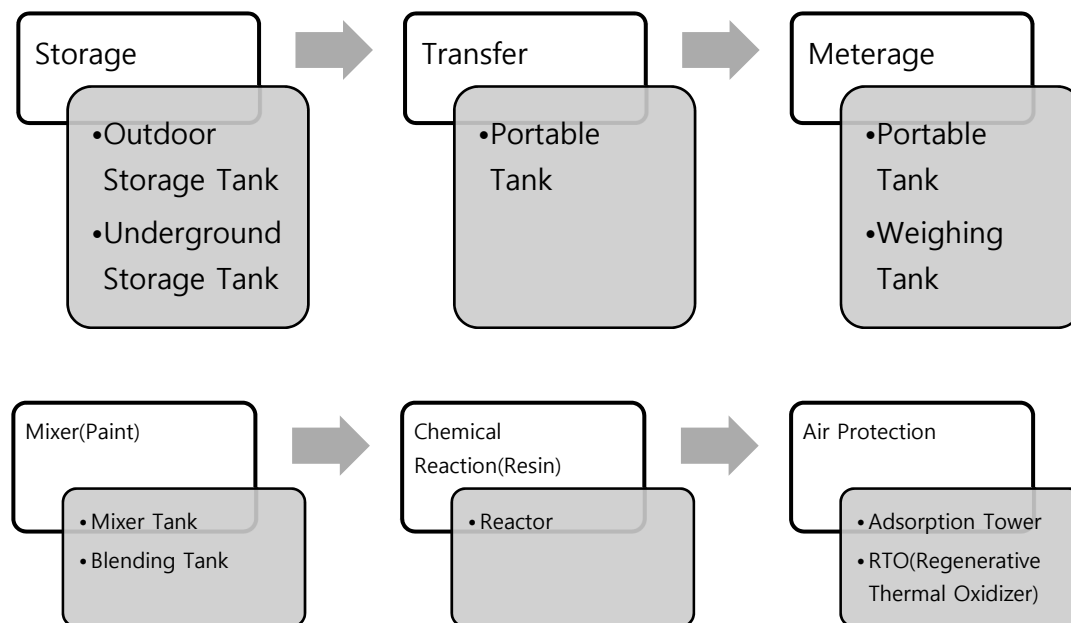 Storage
•Outdoor
Storage Tank
•Underground
Storage Tank
Transfer
•Portable
Tank
Meterage
•Portable
Tank
•Weighing
Tank
Mixer(Paint)
•Mixer Tank
•Blending Tank
Chemical
Reaction(Resin)
•Reactor
Air Protection
•Adsorption Tower
•RTO(Regenerative
Thermal Oxidizer)